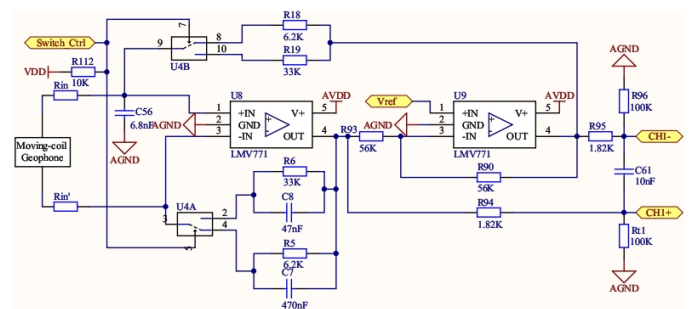 7
R18
Switch Ctrl
9
8
6.2K
10
R19
R112
VDD
U4B
33K
10K
AGND
Rin
U8
U9
AVDD
AVDD
R96
100K
C56
6.8nF
AGND
1
+IN
V+
5
2
GND
3
-IN
OUT
4
LMV771
Vref
1
+IN
V+
5
AGND
2
GND
3
-IN
OUT
4
LMV771
R93
56K
R95
1.82K
CH1-
AGND
Moving-coil
Geophone
R6
33K
C8
47nF
R90
56K
C61
10nF
Rin'
U4A
2
3
4
5
R94
1.82K
CH1+
R5
6.2K
C7
470nF
Rt1
100K
AGND